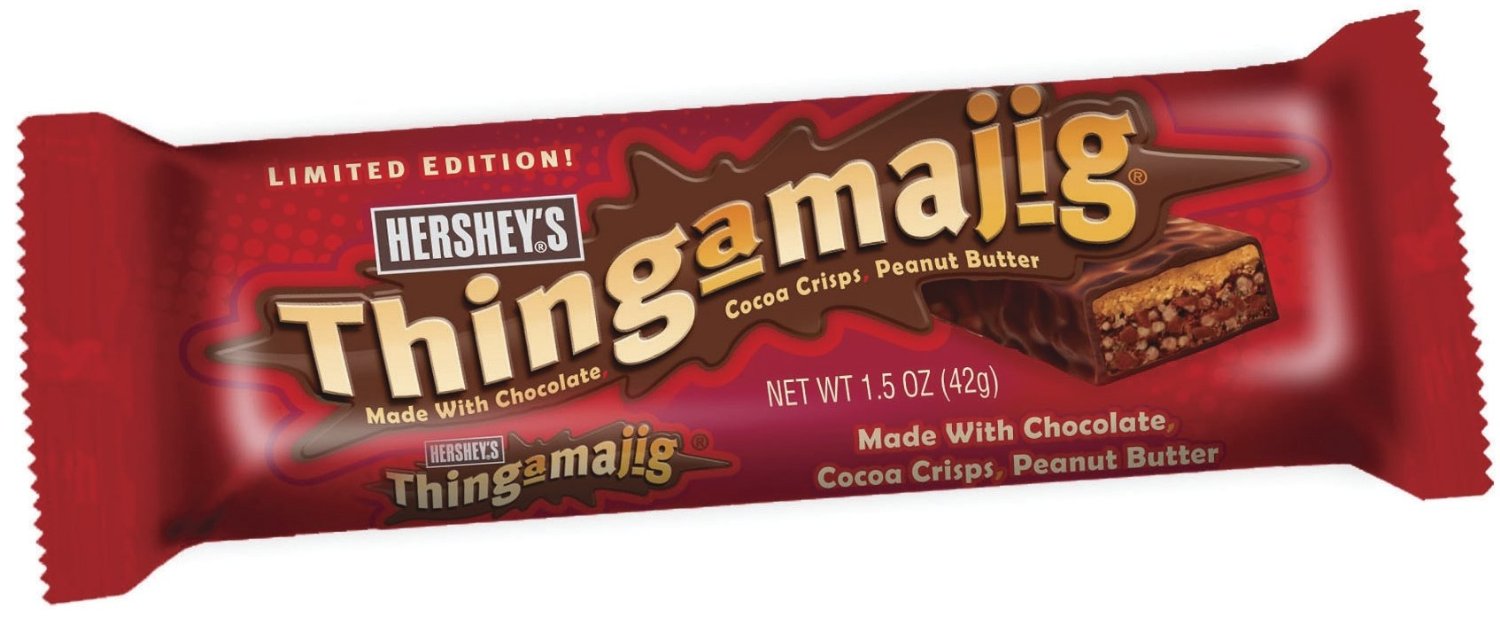 LIMITED EDITION!
HERSHEY'S®
Thingamajig®
Cocoa Crisps, Peanut Butter
Made With Chocolate,
NET WT 1.5 OZ (42g)
HERSHEY'S
Thingamajig®
Made With Chocolate,
Cocoa Crisps, Peanut Butter